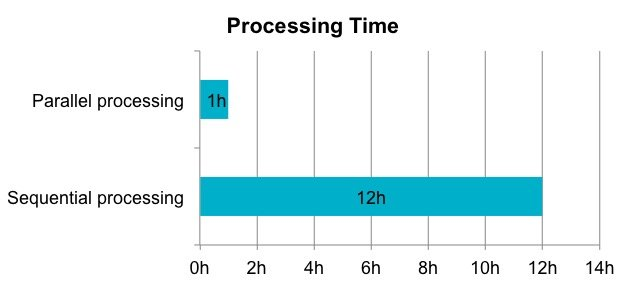 Processing Time
Parallel processing
1h
Sequential processing
12h
0h 2h 4h 6h 8h 10h 12h 14h